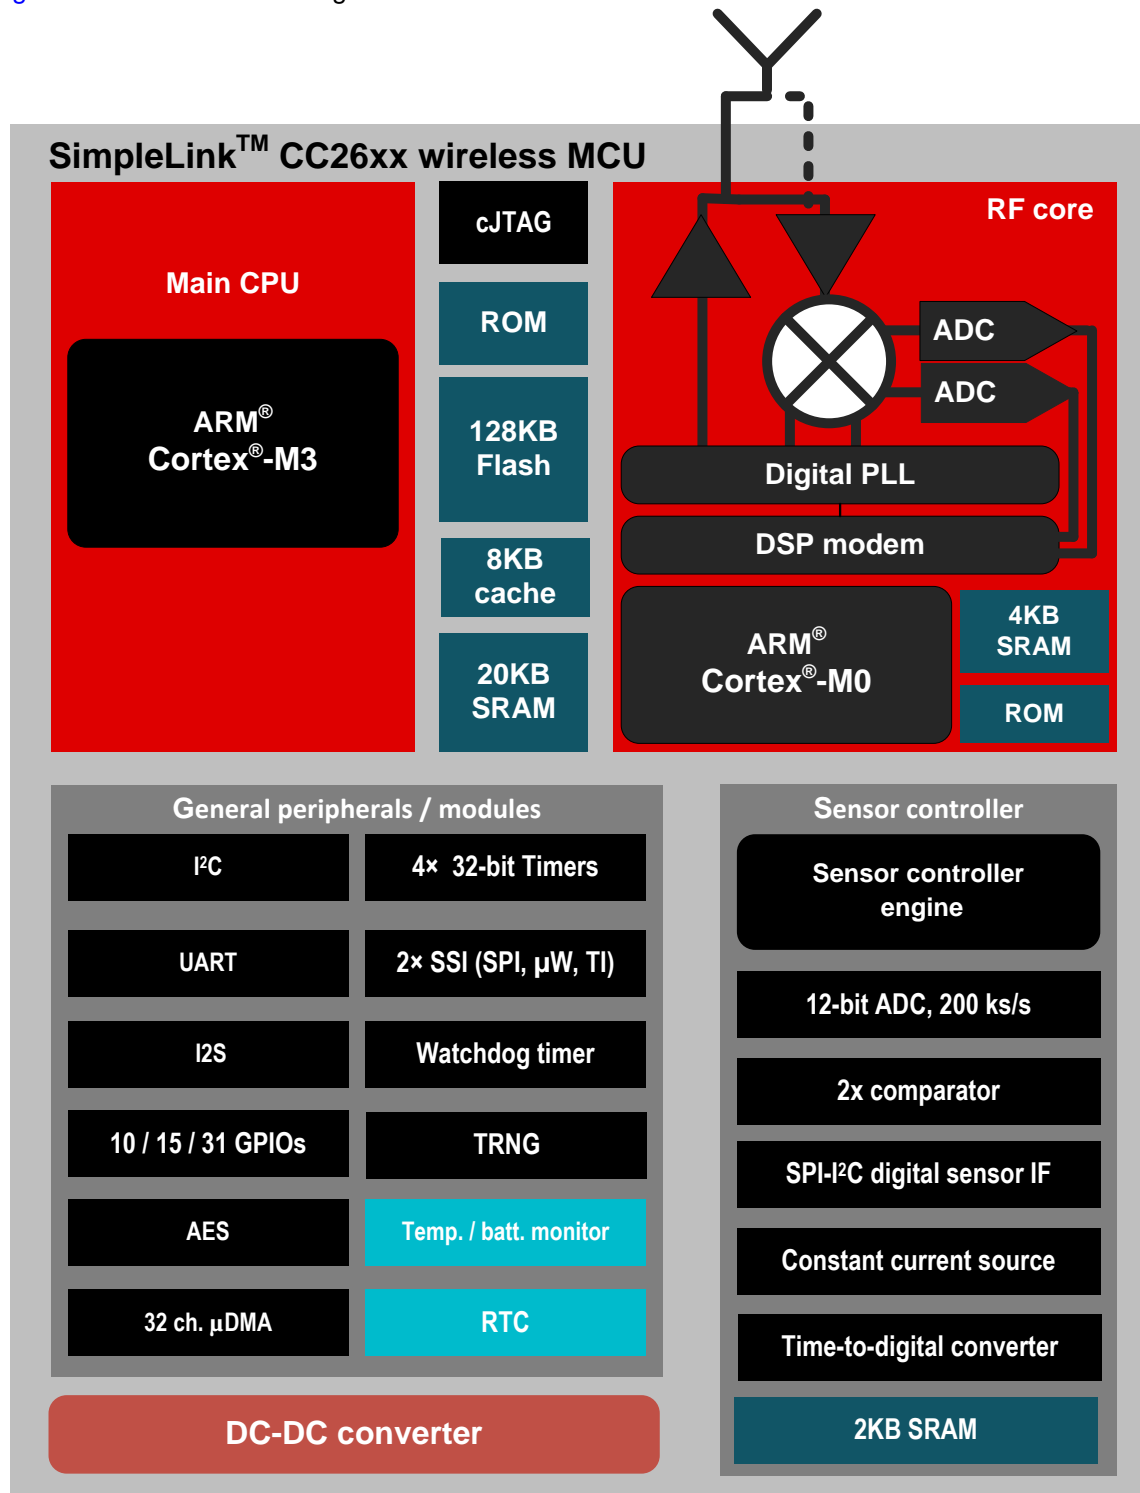 SimpleLink™ CC26xx wireless MCU
cJTAG
RF core
Main CPU
ROM
ADC
ADC
ARM®
Cortex®-M3
128KB
Flash
Digital PLL
DSP modem
8KB
cache
ARM®
Cortex®-M0
4KB
SRAM
20KB
SRAM
ROM
General peripherals / modules
I²C
4× 32-bit Timers
UART
2× SSI (SPI, µW, TI)
I2S
Watchdog timer
10 / 15 / 31 GPIOs
TRNG
AES
Temp. / batt. monitor
32 ch. µDMA
RTC
DC-DC converter
Sensor controller
Sensor controller
engine
12-bit ADC, 200 ks/s
2x comparator
SPI-I²C digital sensor IF
Constant current source
Time-to-digital converter
2KB SRAM